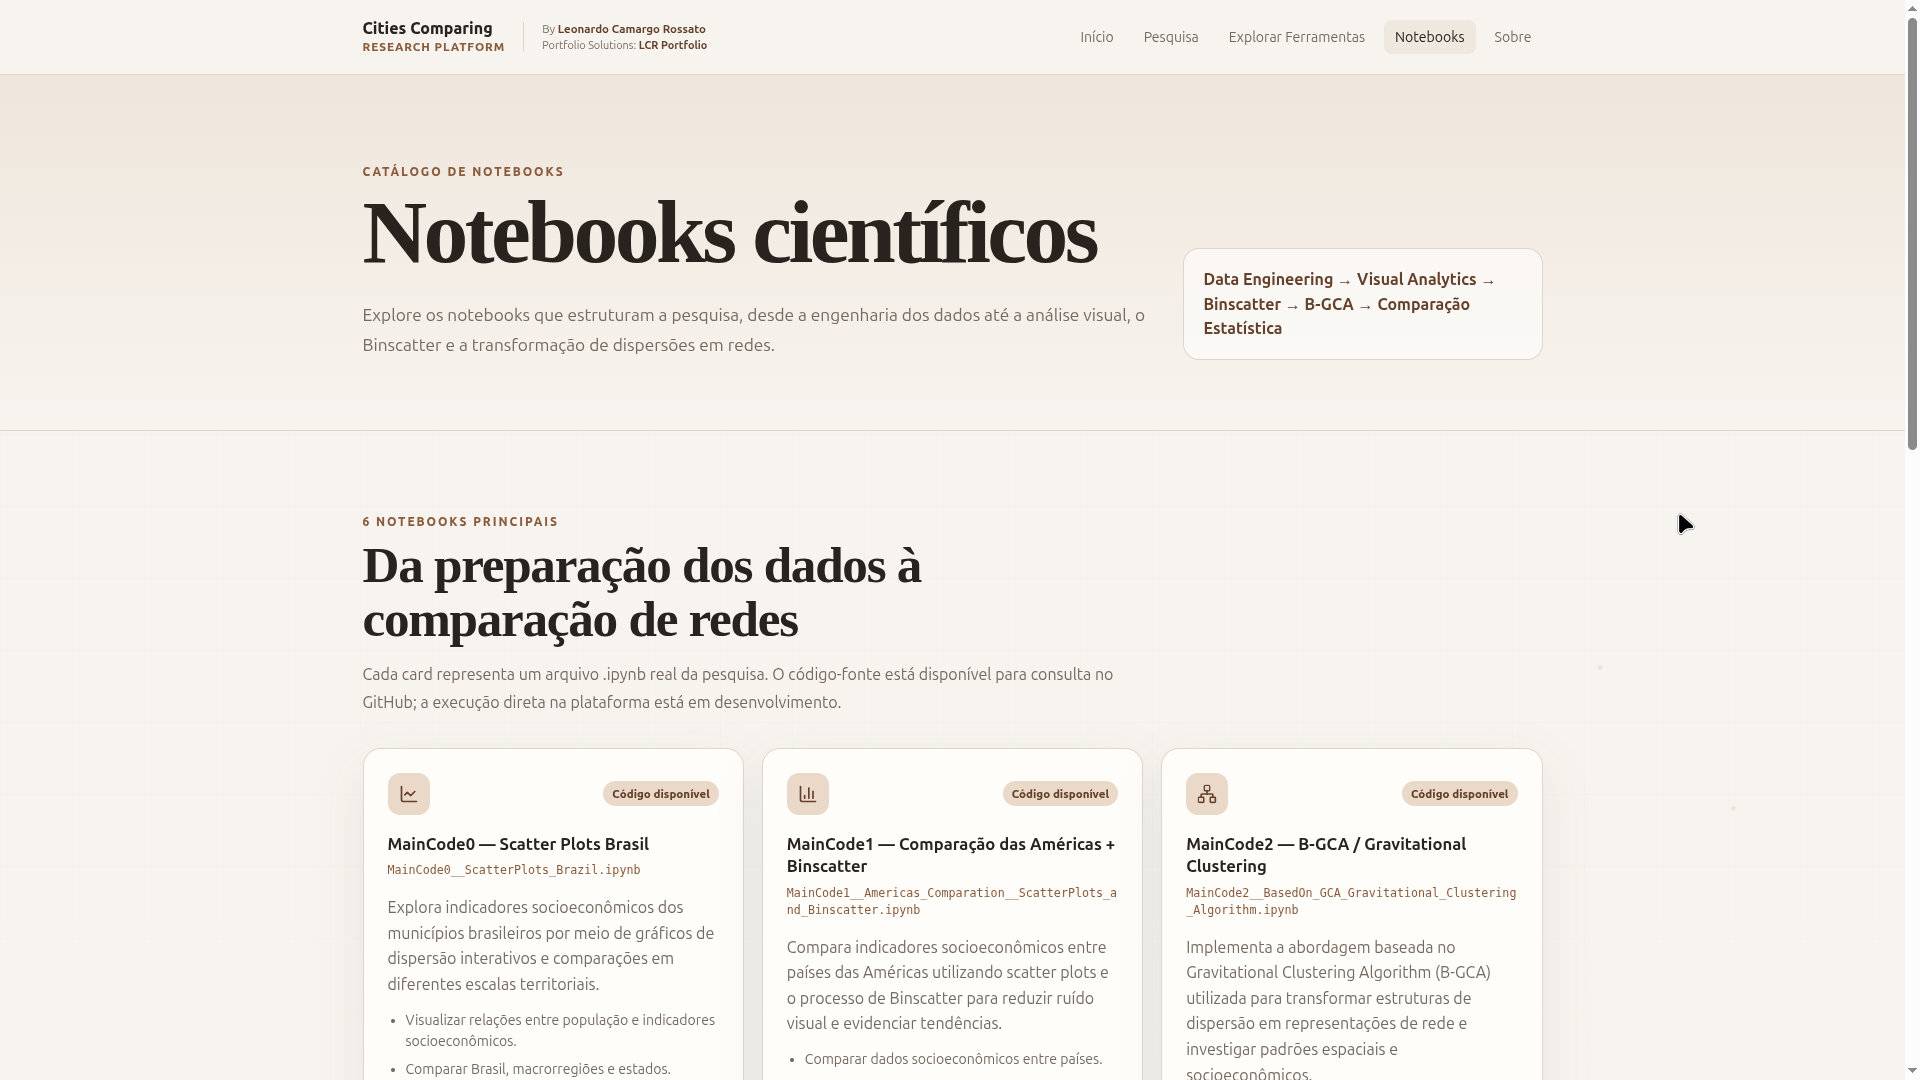 Cities Comparing
RESEARCH PLATFORM
By Leonardo Camargo Rossato
Portfolio Solutions: LCR Portfolio
Início
Pesquisa
Explorar Ferramentas
Notebooks
Sobre
CATÁLOGO DE NOTEBOOKS
Notebooks científicos
Explore os notebooks que estruturam a pesquisa, desde a engenharia dos dados até a análise visual, o
Binscatter e a transformação de dispersões em redes.
Data Engineering → Visual Analytics →
Binscatter → B-GCA → Comparação
Estatística
6 NOTEBOOKS PRINCIPAIS
Da preparação dos dados à
comparação de redes
Cada card representa um arquivo .ipynb real da pesquisa. O código-fonte está disponível para consulta no
GitHub; a execução direta na plataforma está em desenvolvimento.
Código disponível
MainCode0 — Scatter Plots Brasil
MainCode0__ScatterPlots_Brazil.ipynb
Explora indicadores socioeconômicos dos
municípios brasileiros por meio de gráficos de
dispersão interativos e comparações em
diferentes escalas territoriais.
• Visualizar relações entre população e indicadores
socioeconômicos.
• Comparar Brasil, macrorregiões e estados.
Código disponível
MainCode1 — Comparação das Américas +
Binscatter
MainCode1__Americas_Comparation__ScatterPlots_a
nd_Binscatter.ipynb
Compara indicadores socioeconômicos entre
países das Américas utilizando scatter plots e
o processo de Binscatter para reduzir ruído
visual e evidenciar tendências.
• Comparar dados socioeconômicos entre países.
Código disponível
MainCode2 — B-GCA / Gravitational
Clustering
MainCode2__BasedOn_GCA_Gravitational_Clustering
_Algorithm.ipynb
Implementa a abordagem baseada no
Gravitational Clustering Algorithm (B-GCA)
utilizada para transformar estruturas de
dispersão em representações de rede e
investigar padrões espaciais e
socioeconômicos.